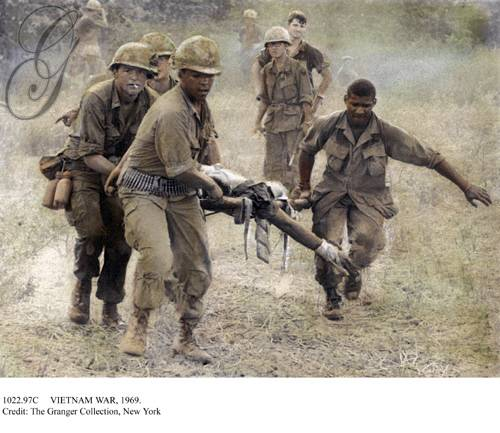 G
1022.97C VIETNAM WAR, 1969.
Credit: The Granger Collection, New York